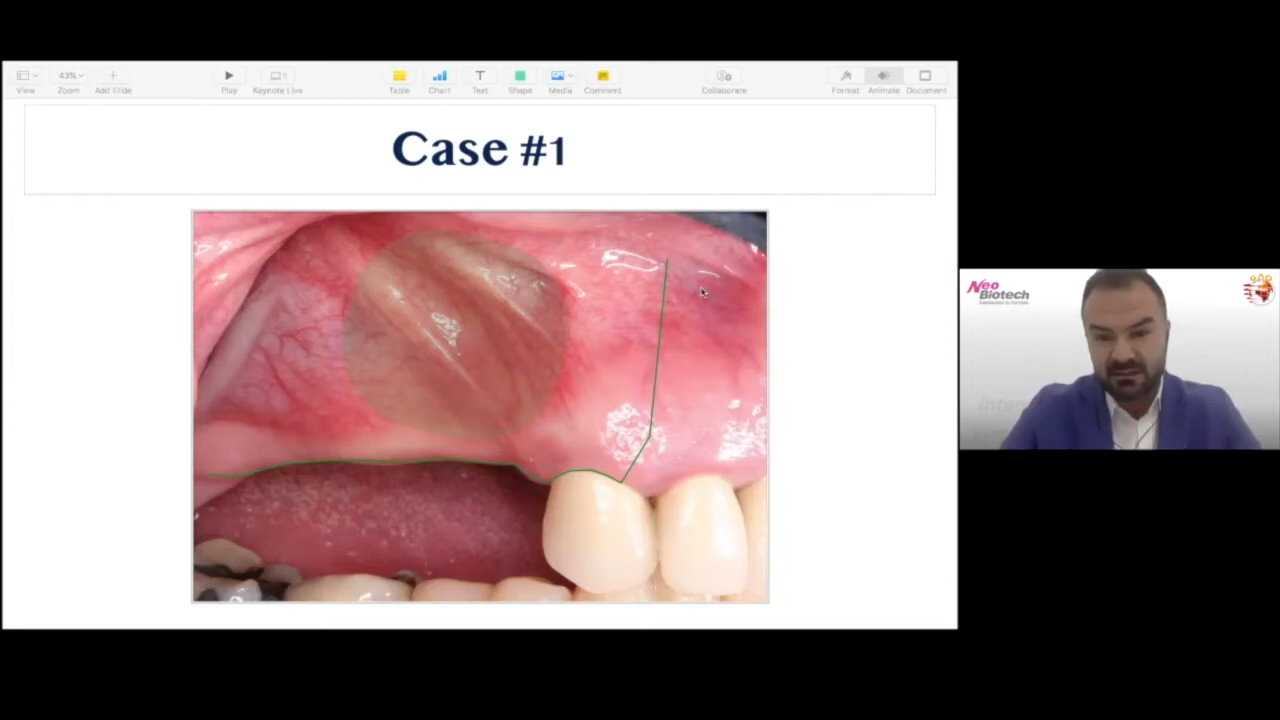 View
43%
Zoom
Add Slide
Play
Keynote Live
Table
Chart
Text
Shape
Media
Comment
Collaborate
Format
Animate
Document
Case #1
Neo
Biotech